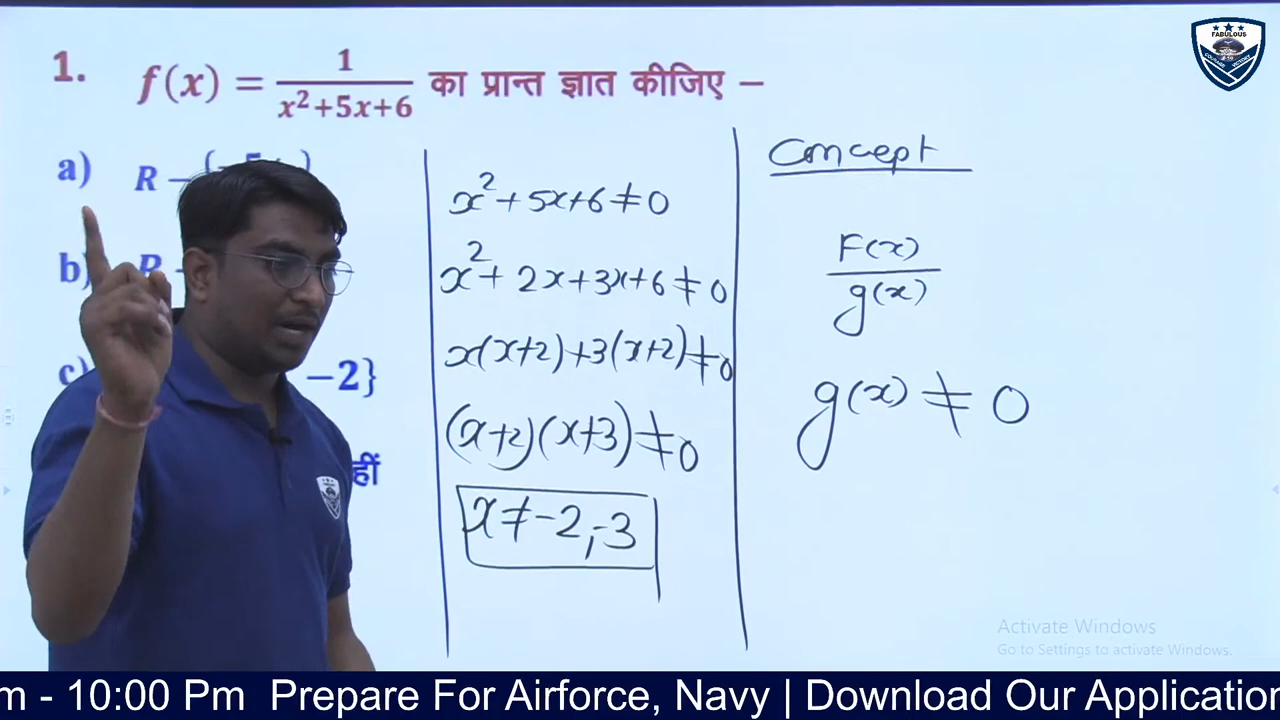 1. f(x) = 1/(x²+5x+6) का प्रान्त ज्ञात कीजिए –
a) R –
b)
c) –2}
हीं
x²+5x+6≠0
x²+2x+3x+6≠0
x(x+2)+3(x+2)≠0
(x+2)(x+3)≠0
x≠-2,-3
Concept
F(x)/g(x)
g(x)≠0
FABULOUS
Activate Windows
Go to Settings to activate Windows.
m - 10:00 Pm Prepare For Airforce, Navy | Download Our Application